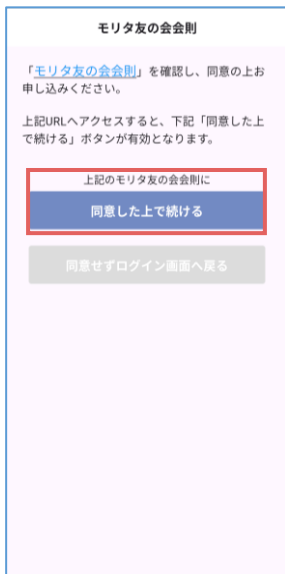 モリタ友の会会則
「モリタ友の会会則」を確認し、同意の上お
申し込みください。
上記URLへアクセスすると、下記「同意した上
で続ける」ボタンが有効となります。
上記のモリタ友の会会則に
同意した上で続ける
同意せずログイン画面へ戻る